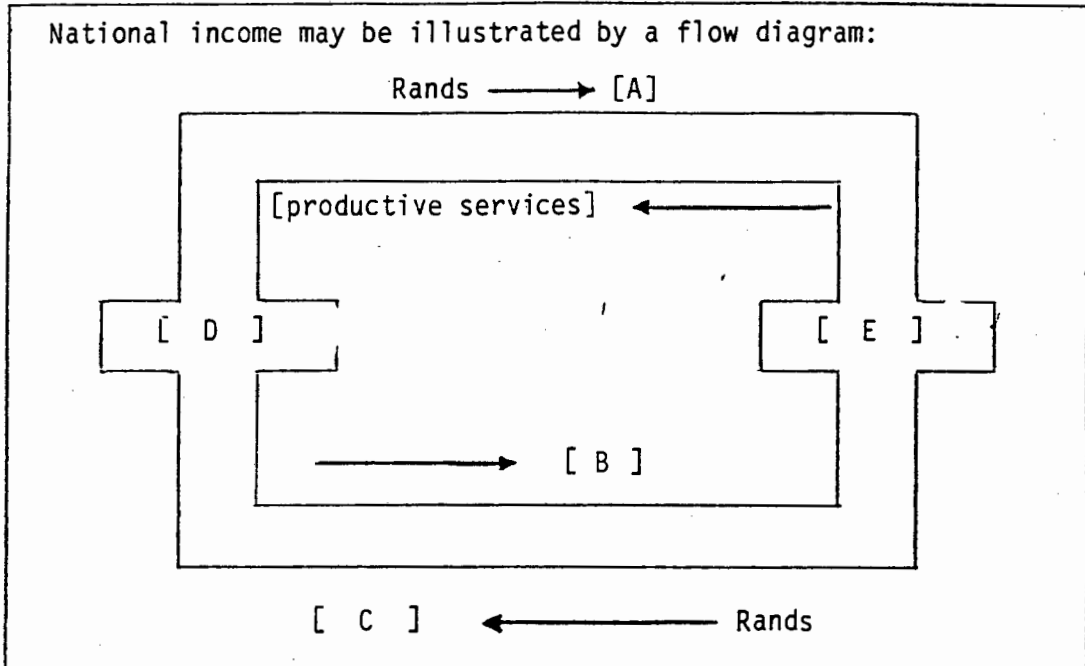 National income may be illustrated by a flow diagram:
Rands [A]
[productive services]
[ D ] [ E ]
[ B ]
[ C ] Rands